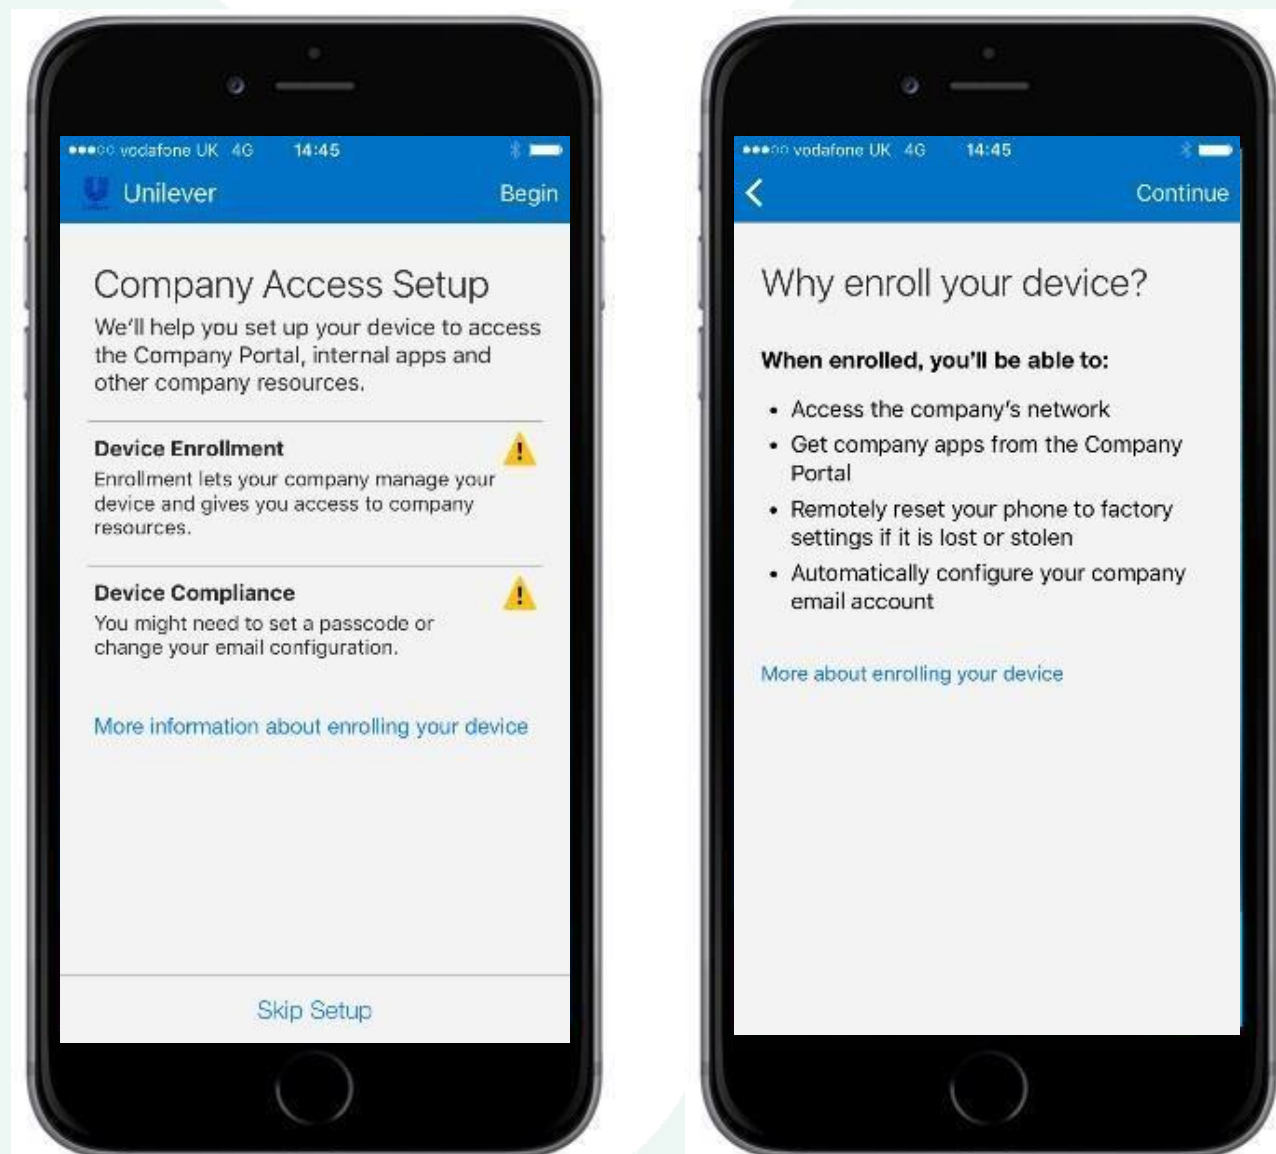 vodafone UK 4G 14:45
Unilever Begin
Company Access Setup
We'll help you set up your device to access
the Company Portal, internal apps and
other company resources.
Device Enrollment
Enrollment lets your company manage your
device and gives you access to company
resources.
Device Compliance
You might need to set a passcode or
change your email configuration.
More information about enrolling your device
Skip Setup
vodafone UK 4G 14:45
Continue
Why enroll your device?
When enrolled, you'll be able to:
• Access the company's network
• Get company apps from the Company
Portal
• Remotely reset your phone to factory
settings if it is lost or stolen
• Automatically configure your company
email account
More about enrolling your device